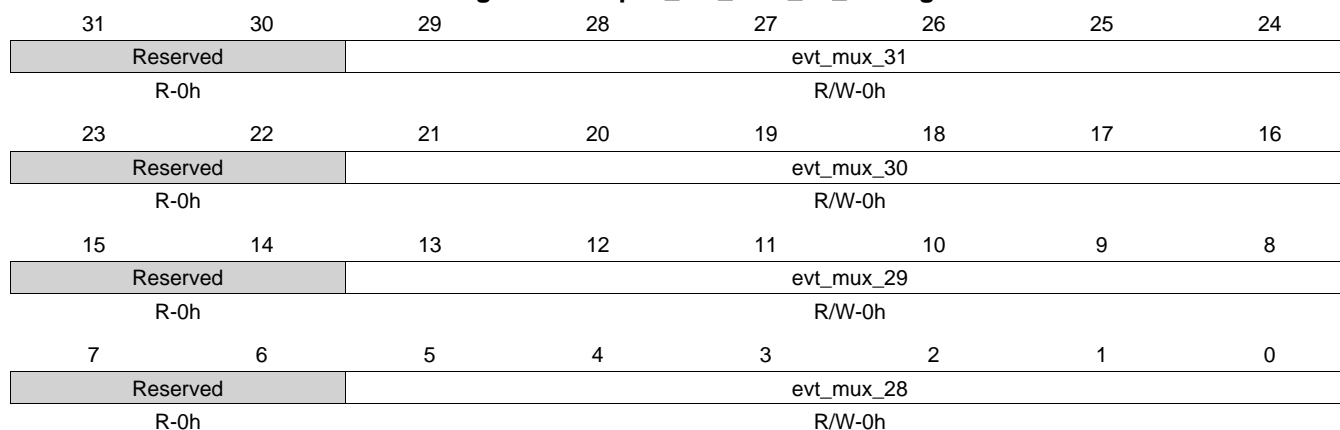 31 30 29 28 27 26 25 24
Reserved evt_mux_31
R-0h R/W-0h
23 22 21 20 19 18 17 16
Reserved evt_mux_30
R-0h R/W-0h
15 14 13 12 11 10 9 8
Reserved evt_mux_29
R-0h R/W-0h
7 6 5 4 3 2 1 0
Reserved evt_mux_28
R-0h R/W-0h